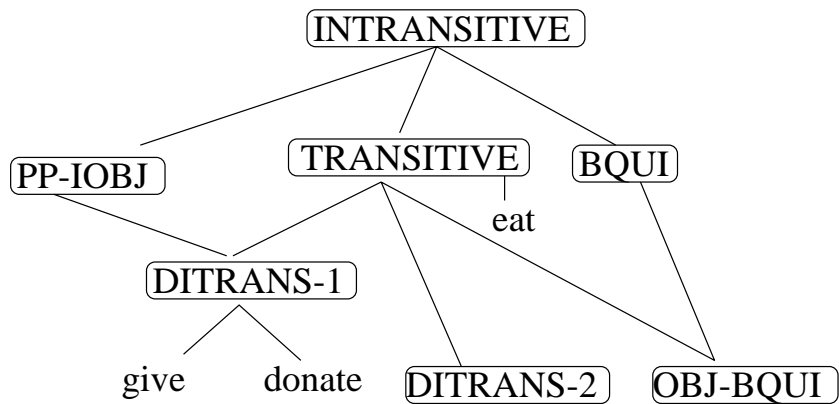 INTRANSITIVE
PP-IOBJ
TRANSITIVE
BQUI
eat
DITRANS-1
give
donate
DITRANS-2
OBJ-BQUI